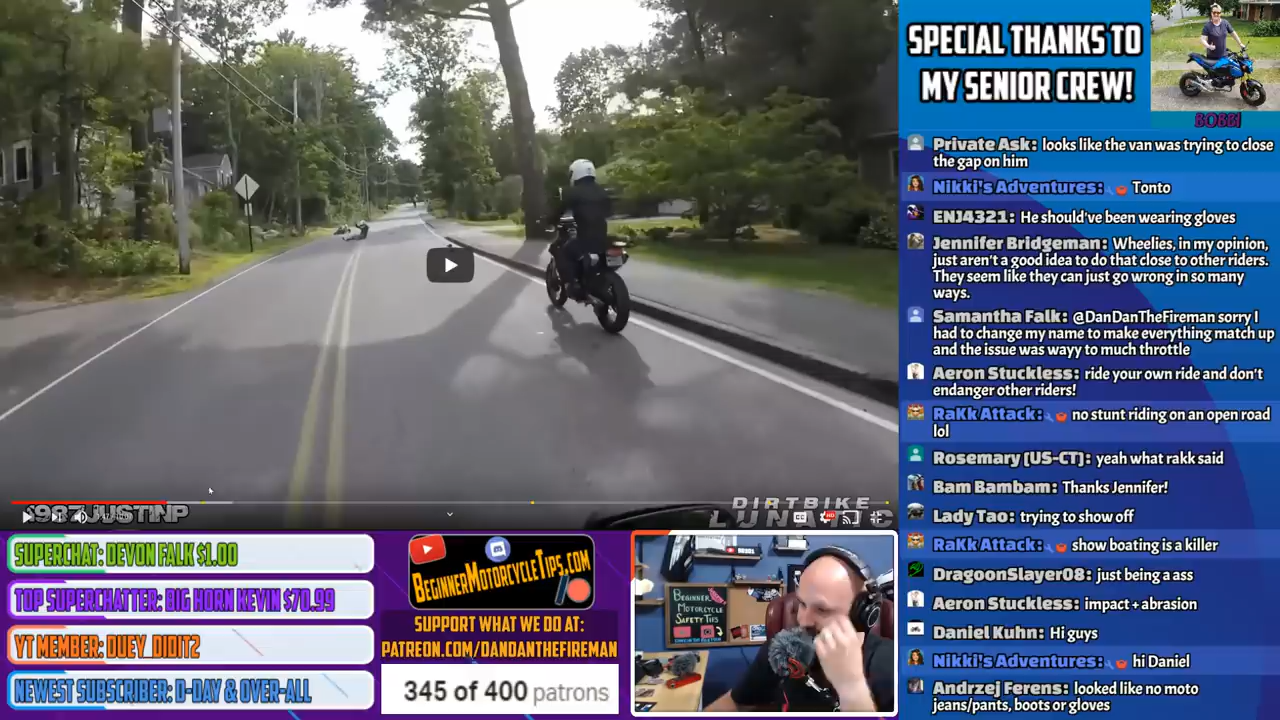 SPECIAL THANKS TO
MY SENIOR CREW!
BOBBI
Private Ask: looks like the van was trying to close
the gap on him
Nikki's Adventures: Tonto
ENJ4321: He should've been wearing gloves
Jennifer Bridgeman: Wheelies, in my opinion,
just aren't a good idea to do that close to other riders.
They seem like they can just go wrong in so many
ways.
Samantha Falk: @DanDanTheFireman sorry I
had to change my name to make everything match up
and the issue was wayy to much throttle
Aeron Stuckless: ride your own ride and don't
endanger other riders!
RaKk Attack: no stunt riding on an open road
lol
Rosemary (US-CT): yeah what rakk said
Bam Bambam: Thanks Jennifer!
Lady Tao: trying to show off
RaKk Attack: show boating is a killer
DragoonSlayer08: just being a ass
Aeron Stuckless: impact + abrasion
Daniel Kuhn: Hi guys
Nikki's Adventures: hi Daniel
Andrzej Ferens: looked like no moto
jeans/pants, boots or gloves
1987JUSTINP
DIRTBIKE
LUNATIC
CC
HD
SUPERCHAT: DEVON FALK $1.00
TOP SUPERCHATTER: BIG HORN KEVIN $70.99
YT MEMBER: DUEY_DIDIT2
NEWEST SUBSCRIBER: D-DAY & OVER-ALL
BEGINNERMOTORCYCLETIPS.COM
SUPPORT WHAT WE DO AT:
PATREON.COM/DANDANTHEFIREMAN
345 of 400 patrons
BEGINNER
MOTORCYCLE
SAFETY TIPS